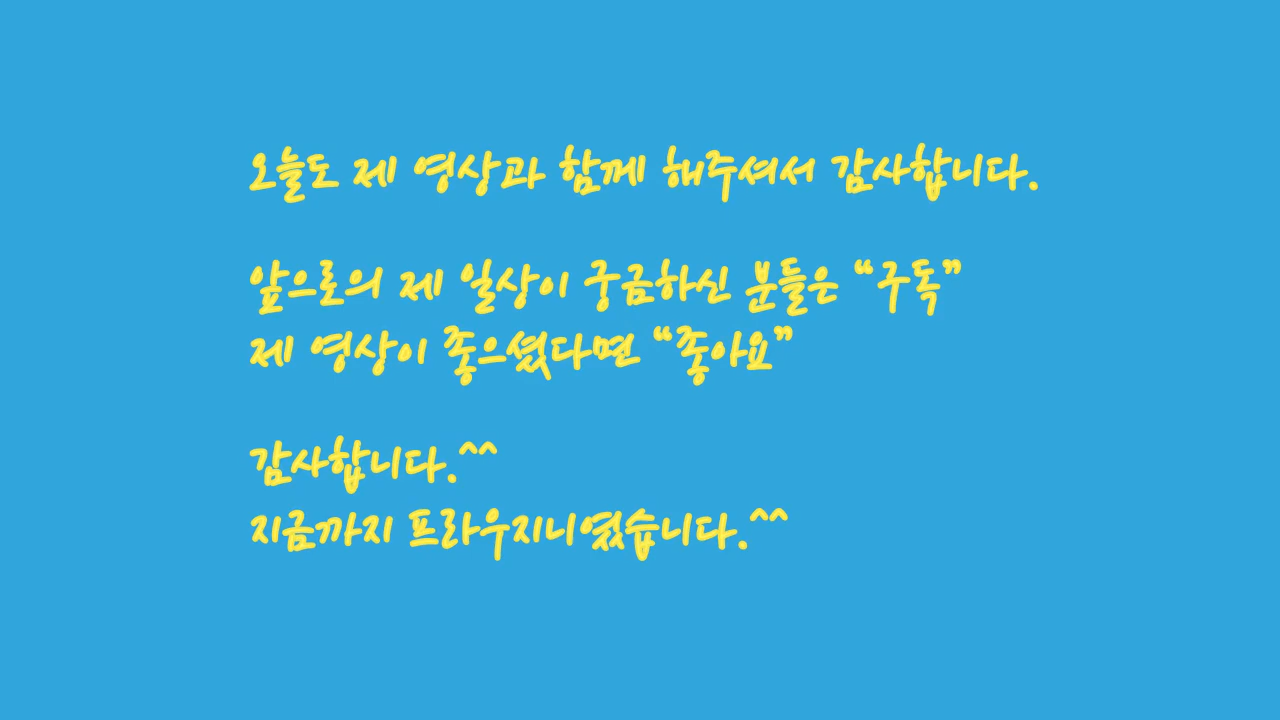 오늘도 제 영상과 함께 해주셔서 감사합니다.
앞으로의 제 일상이 궁금하신 분들은 “구독”
제 영상이 좋으셨다면 “좋아요”
감사합니다.^^
지금까지 프라우지니였습니다.^^